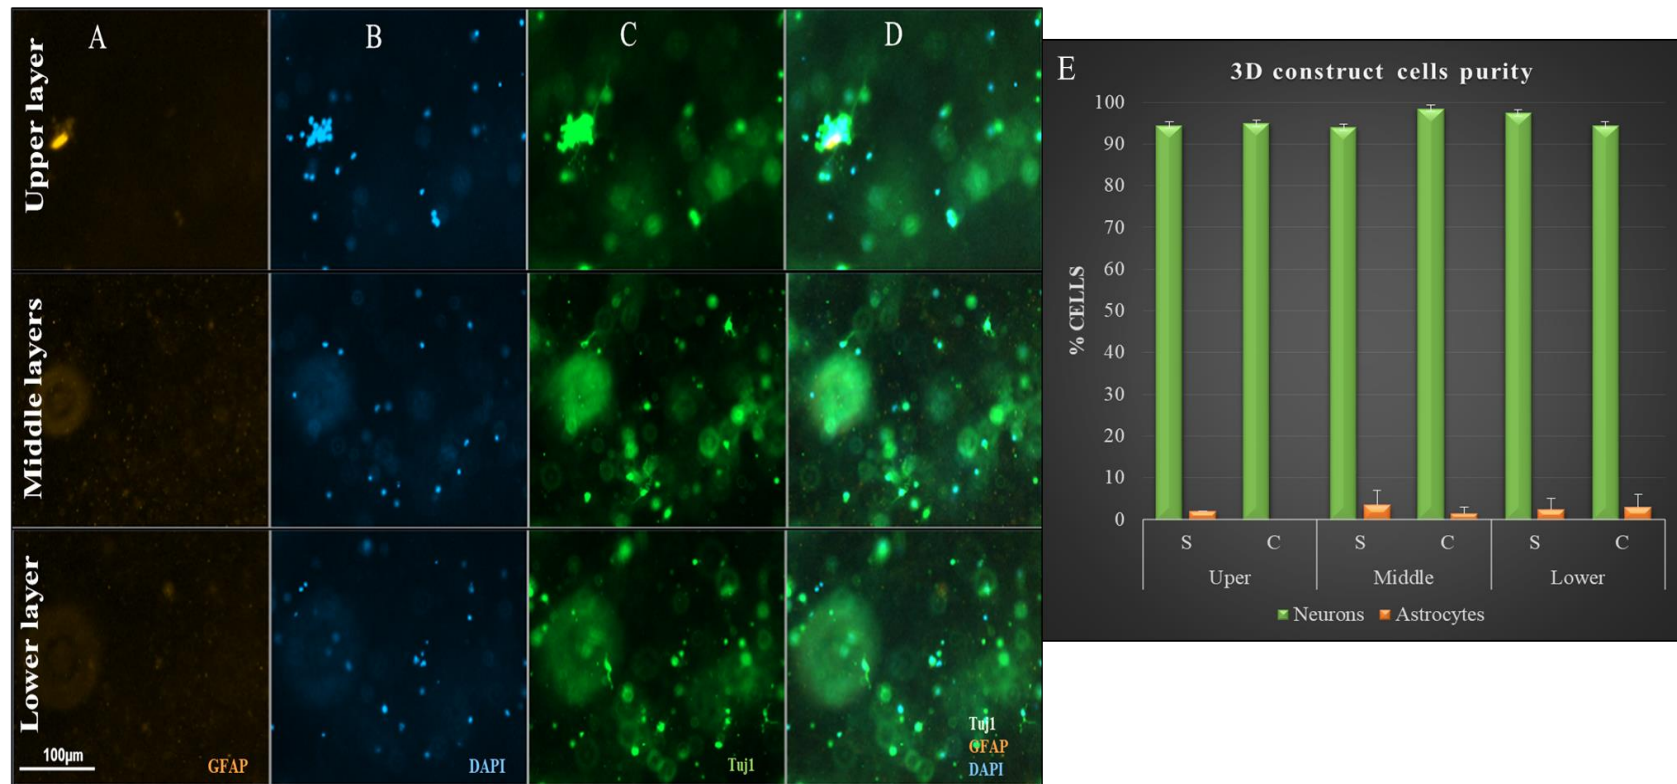 A
B
C
D
Upper layer
Middle layers
Lower layer
100µm
GFAP
DAPI
Tuj1
Tuj1
GFAP
DAPI
E
3D construct cells purity
% CELLS
100
90
80
70
60
50
40
30
20
10
0
S C S C S C
Uper Middle Lower
Neurons Astrocytes